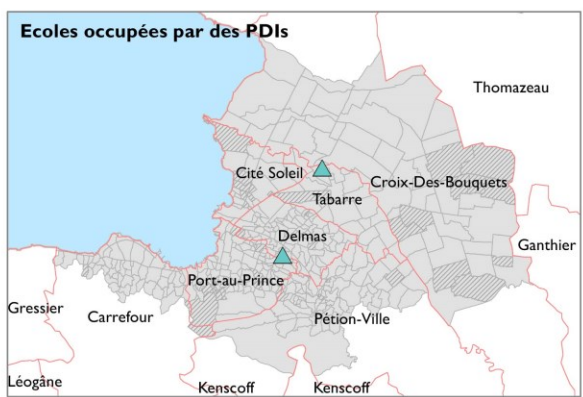 Ecoles occupées par des PDIs
Thomazeau
Cité Soleil
Croix-Des-Bouquets
Tabarre
Delmas
Ganthier
Port-au-Prince
Gressier
Carrefour
Pétion-Ville
Léogâne
Kenscoff
Kenscoff